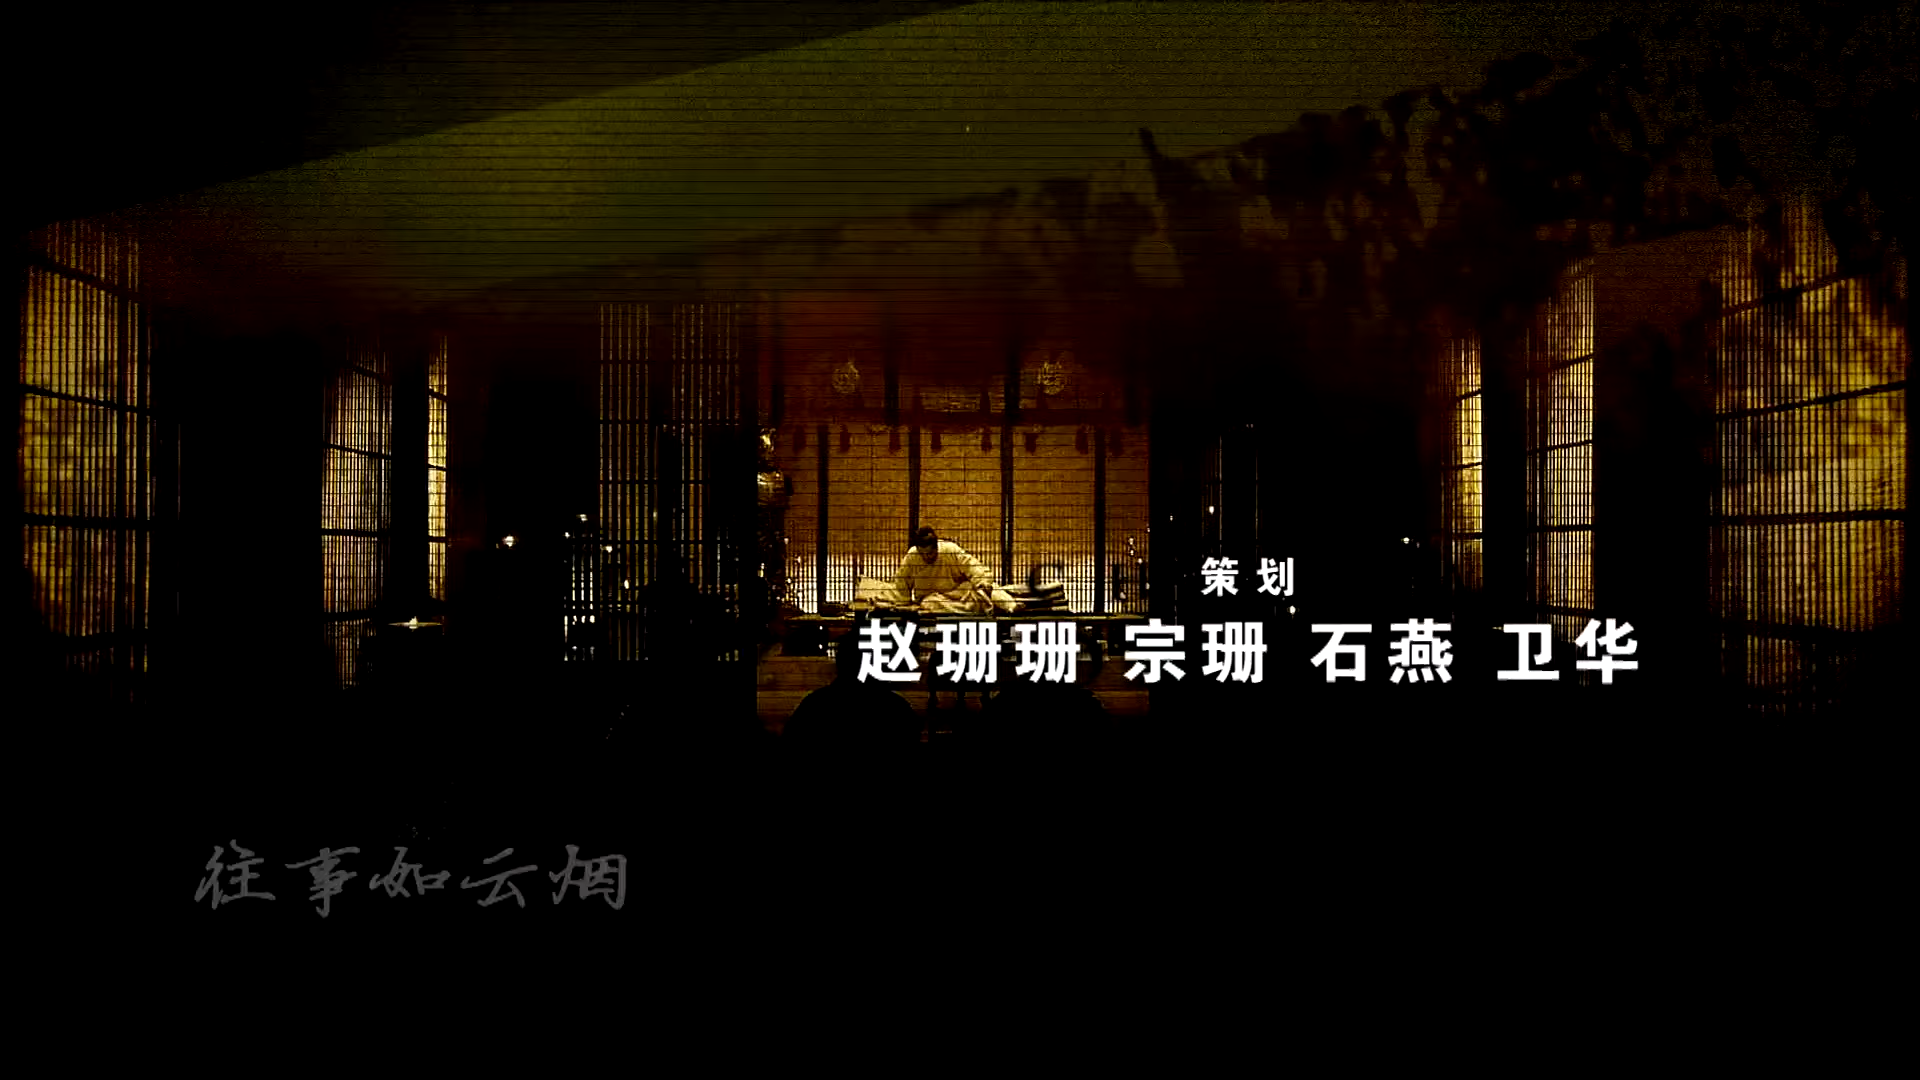 策划
赵珊珊 宗珊 石燕 卫华
往事如云烟